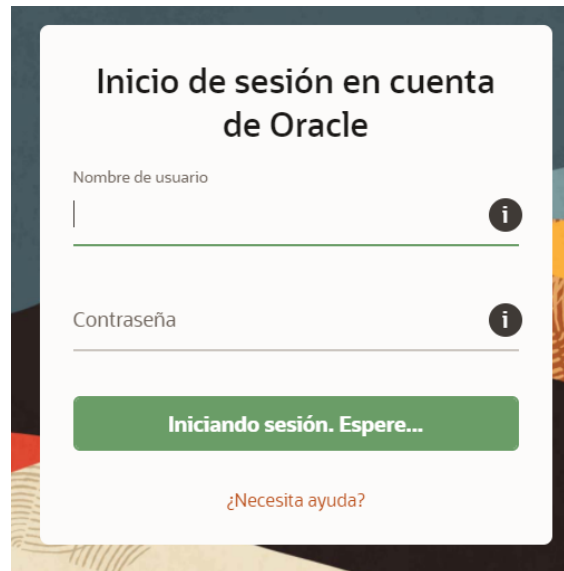 Inicio de sesión en cuenta
de Oracle
Nombre de usuario
i
Contraseña
i
Iniciando sesión. Espere...
¿Necesita ayuda?